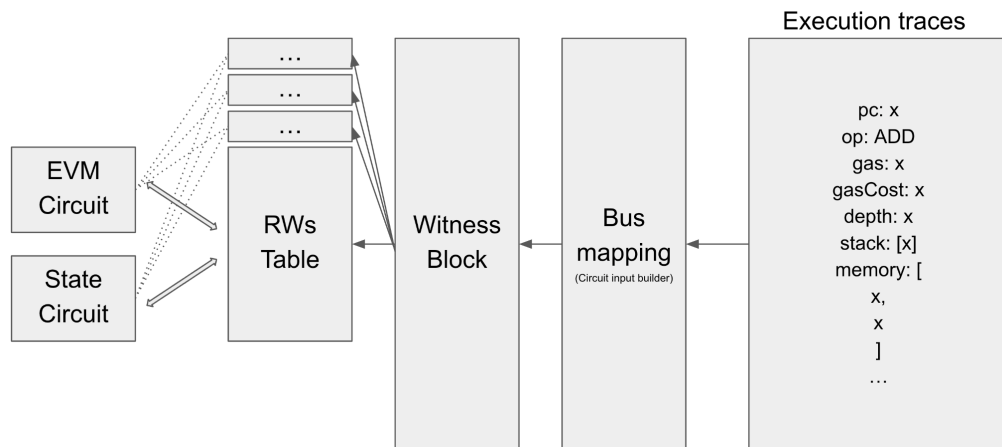 Execution traces
...
...
...
EVM
Circuit
State
Circuit
RWs
Table
Witness
Block
Bus
mapping
(Circuit input builder)
pc: x
op: ADD
gas: x
gasCost: x
depth: x
stack: [x]
memory: [
x,
x
]
...